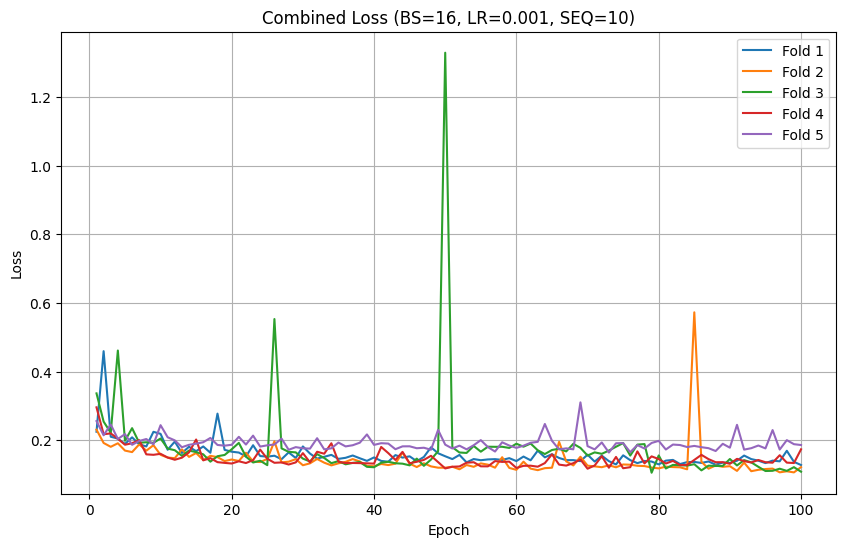 Combined Loss (BS=16, LR=0.001, SEQ=10)
Fold 1
Fold 2
Fold 3
Fold 4
Fold 5
Loss
1.2
1.0
0.8
0.6
0.4
0.2
0 20 40 60 80 100
Epoch